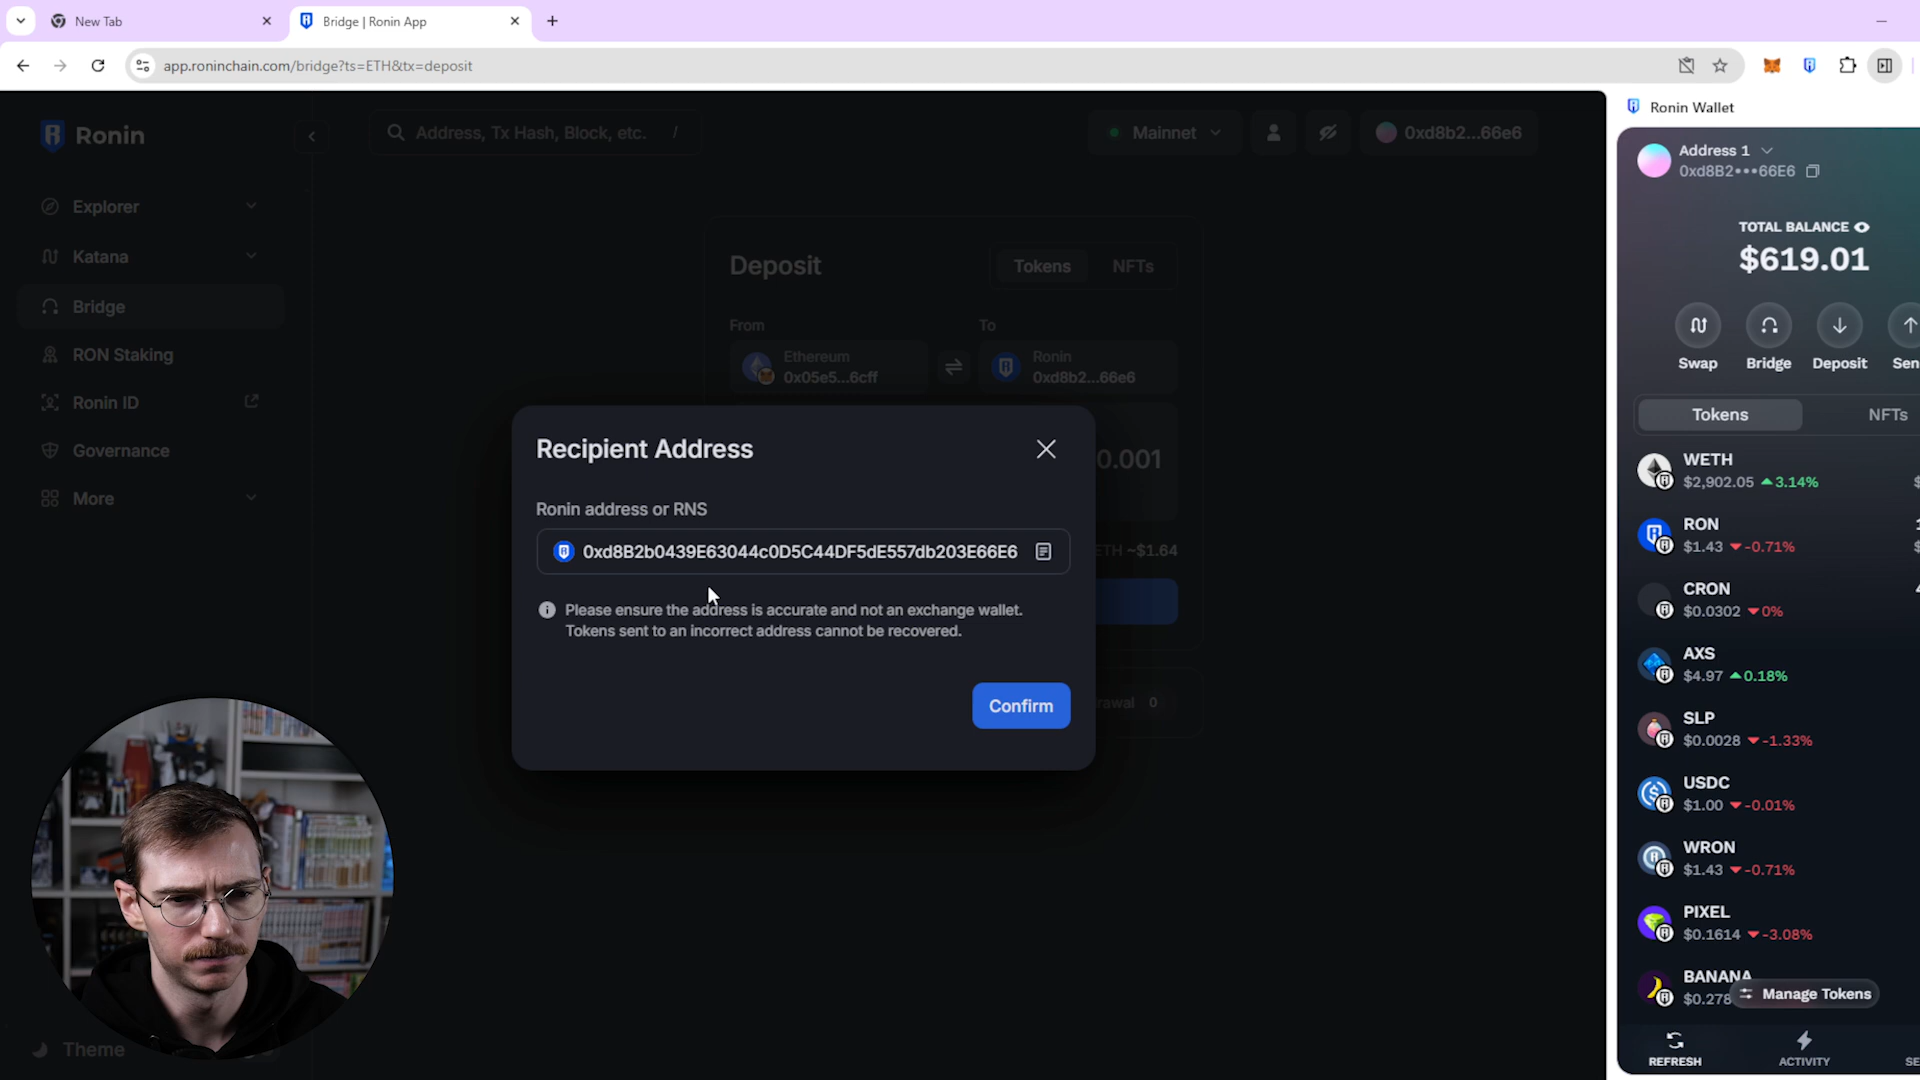 New Tab
Bridge | Ronin App
app.roninchain.com/bridge?ts=ETH&tx=deposit
Ronin
Address, Tx Hash, Block, etc. /
Mainnet
0xd8b2...66e6
Explorer
Katana
Bridge
RON Staking
Ronin ID
Governance
More
Theme
Deposit
Tokens
NFTs
From
To
Ethereum
0x05e5...6cff
Ronin
0xd8b2...66e6
0.001
ETH ~$1.64
0
Recipient Address
Ronin address or RNS
0xd8B2b0439E63044c0D5C44DF5dE557db203E66E6
Please ensure the address is accurate and not an exchange wallet.
Tokens sent to an incorrect address cannot be recovered.
Confirm
Ronin Wallet
Address 1
0xd8B2•••66E6
TOTAL BALANCE
$619.01
Swap
Bridge
Deposit
Sen
Tokens
NFTs
WETH
$2,902.05 3.14%
RON
$1.43 -0.71%
CRON
$0.0302 0%
AXS
$4.97 0.18%
SLP
$0.0028 -1.33%
USDC
$1.00 -0.01%
WRON
$1.43 -0.71%
PIXEL
$0.1614 -3.08%
BANANA
$0.278
Manage Tokens
REFRESH
ACTIVITY